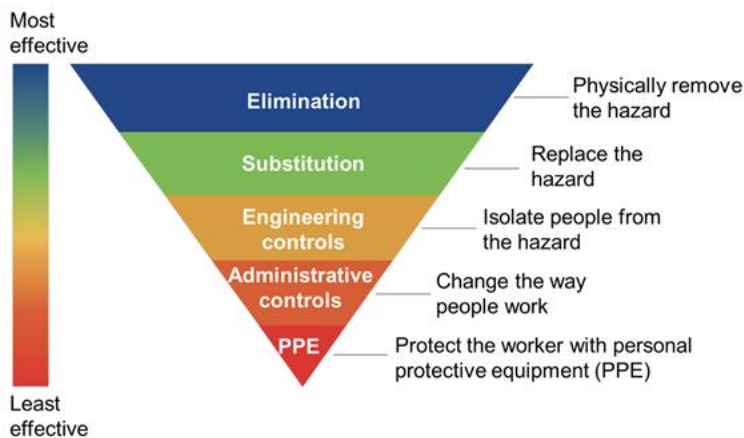 Most
effective
Elimination
Physically remove
the hazard
Substitution
Replace the
hazard
Engineering
controls
Isolate people from
the hazard
Administrative
controls
Change the way
people work
PPE
Protect the worker with personal
protective equipment (PPE)
Least
effective